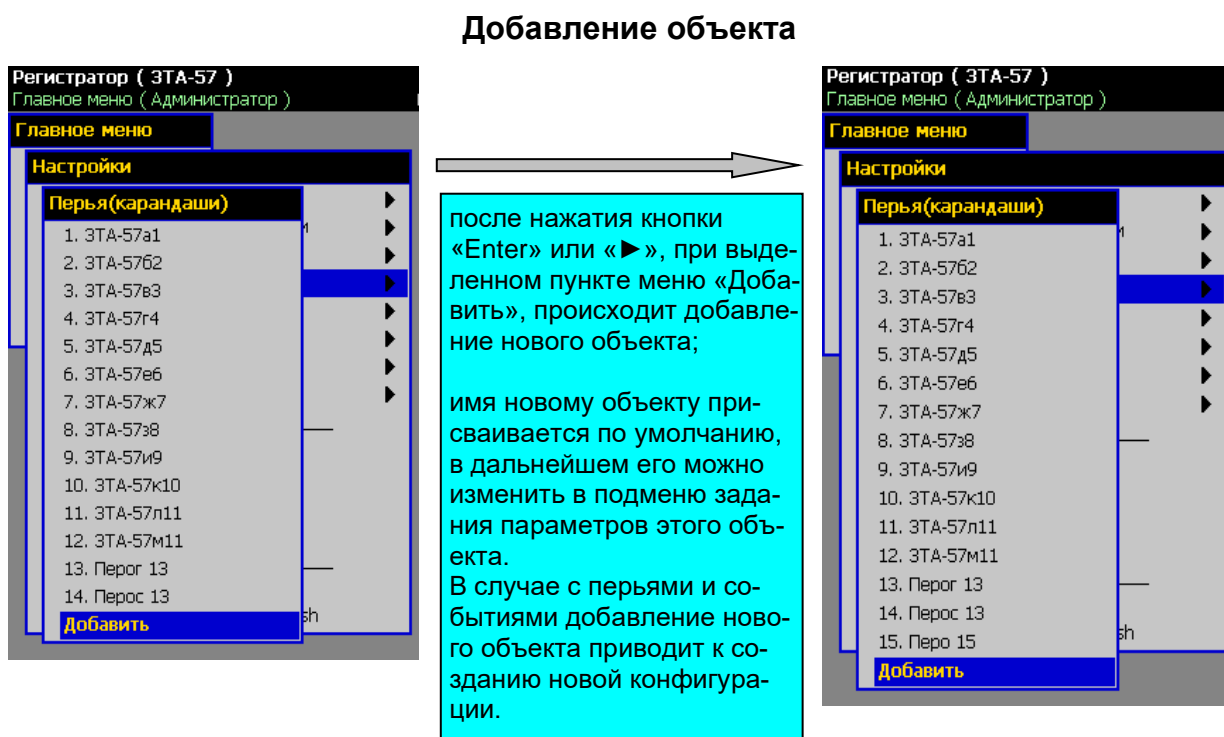 Добавление объекта
Регистратор ( ЗТА-57 )
Главное меню ( Администратор )
Главное меню
Настройки
Перья(карандаши)
1. ЗТА-57а1
2. ЗТА-57б2
3. ЗТА-57в3
4. ЗТА-57г4
5. ЗТА-57д5
6. ЗТА-57е6
7. ЗТА-57ж7
8. ЗТА-57з8
9. ЗТА-57и9
10. ЗТА-57к10
11. ЗТА-57л11
12. ЗТА-57м11
13. Перог 13
14. Перос 13
Добавить
sh
после нажатия кнопки
«Enter» или «►», при выде-
ленном пункте меню «Доба-
вить», происходит добавле-
ние нового объекта;
имя новому объекту при-
сваивается по умолчанию,
в дальнейшем его можно
изменить в подменю зада-
ния параметров этого объ-
екта.
В случае с перьями и со-
бытиями добавление ново-
го объекта приводит к со-
зданию новой конфигура-
ции.
Регистратор ( ЗТА-57 )
Главное меню ( Администратор )
Главное меню
Настройки
Перья(карандаши)
1. ЗТА-57а1
2. ЗТА-57б2
3. ЗТА-57в3
4. ЗТА-57г4
5. ЗТА-57д5
6. ЗТА-57е6
7. ЗТА-57ж7
8. ЗТА-57з8
9. ЗТА-57и9
10. ЗТА-57к10
11. ЗТА-57л11
12. ЗТА-57м11
13. Перог 13
14. Перос 13
15. Перо 15
Добавить
sh